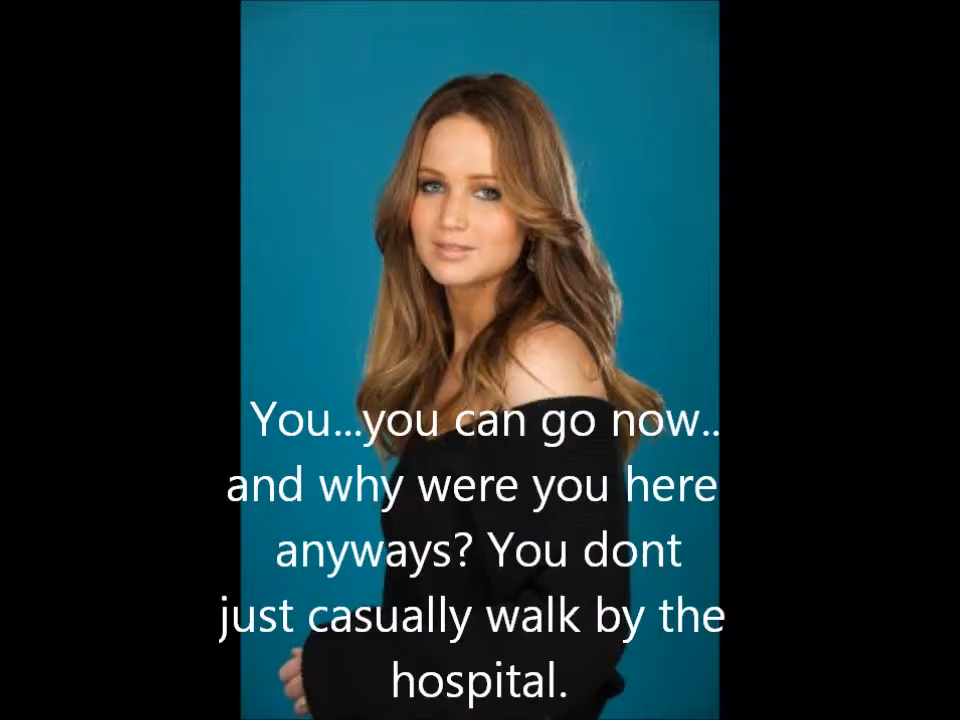 You...you can go now..
and why were you here
anyways? You dont
just casually walk by the
hospital.